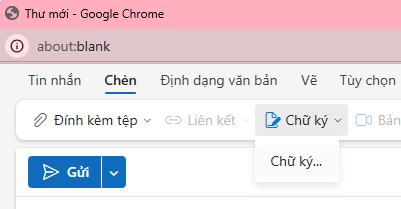 Thư mới - Google Chrome
about:blank
Tin nhắn Chèn Định dạng văn bản Vẽ Tùy chọn
Đính kèm tệp Liên kết Chữ ký Bản
Chữ ký...
Gửi